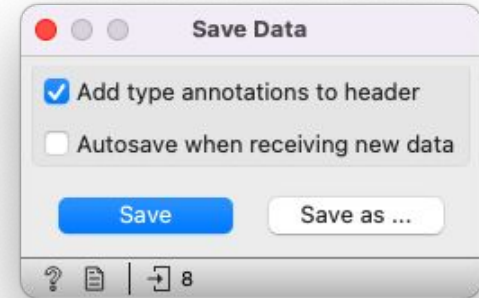 Save Data
Add type annotations to header
Autosave when receiving new data
Save Save as ...
? 8